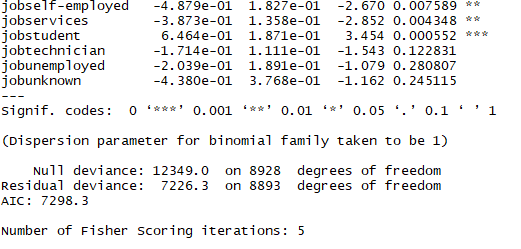 jobself-employed -4.879e-01 1.827e-01 -2.670 0.007589 **
jobservices -3.873e-01 1.358e-01 -2.852 0.004348 **
jobstudent 6.464e-01 1.871e-01 3.454 0.000552 ***
jobtechnician -1.714e-01 1.111e-01 -1.543 0.122831
jobunemployed -2.039e-01 1.891e-01 -1.079 0.280807
jobunknown -4.380e-01 3.768e-01 -1.162 0.245115
---
Signif. codes: 0 ‘***’ 0.001 ‘**’ 0.01 ‘*’ 0.05 ‘.’ 0.1 ‘ ’ 1
(Dispersion parameter for binomial family taken to be 1)
Null deviance: 12349.0 on 8928 degrees of freedom
Residual deviance: 7226.3 on 8893 degrees of freedom
AIC: 7298.3
Number of Fisher Scoring iterations: 5